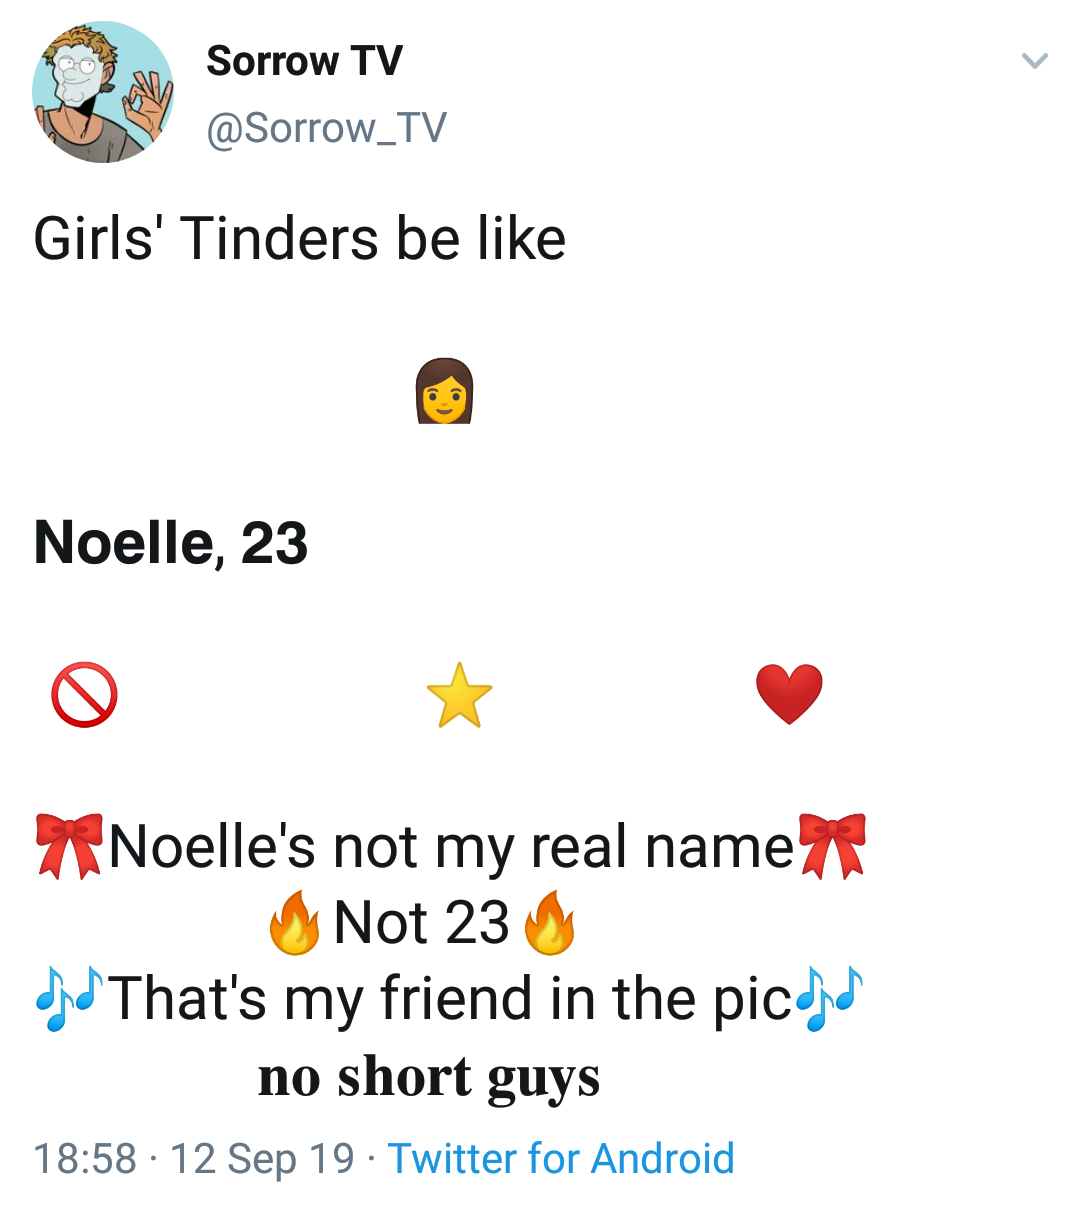 Sorrow TV
@Sorrow_TV
Girls' Tinders be like
👩
Noelle, 23
🚫 ⭐ ❤️
🎀Noelle's not my real name🎀
🔥Not 23🔥
🎶That's my friend in the pic🎶
no short guys
18:58 · 12 Sep 19 · Twitter for Android